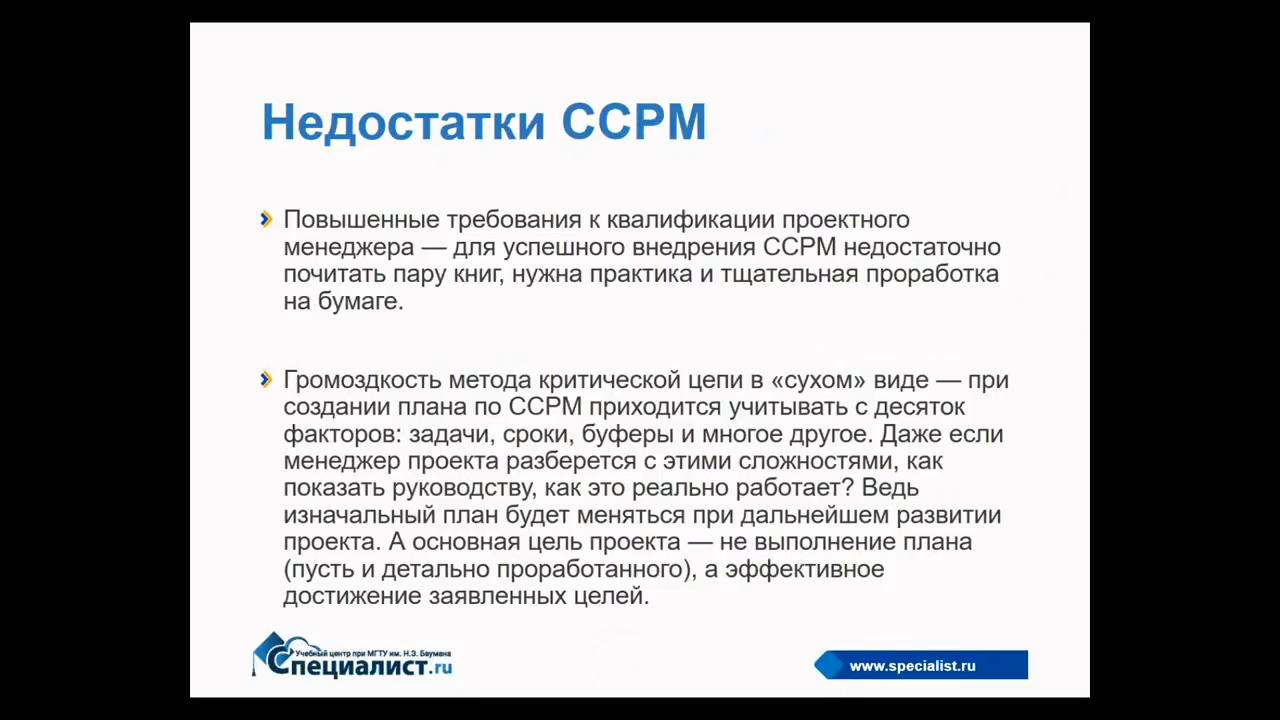 Недостатки CCPM
Повышенные требования к квалификации проектного
менеджера — для успешного внедрения CCPM недостаточно
почитать пару книг, нужна практика и тщательная проработка
на бумаге.
Громоздкость метода критической цепи в «сухом» виде — при
создании плана по CCPM приходится учитывать с десяток
факторов: задачи, сроки, буферы и многое другое. Даже если
менеджер проекта разберется с этими сложностями, как
показать руководству, как это реально работает? Ведь
изначальный план будет меняться при дальнейшем развитии
проекта. А основная цель проекта — не выполнение плана
(пусть и детально проработанного), а эффективное
достижение заявленных целей.
Учебный центр при МГТУ им. Н.Э. Баумана
Специалист.ru
www.specialist.ru